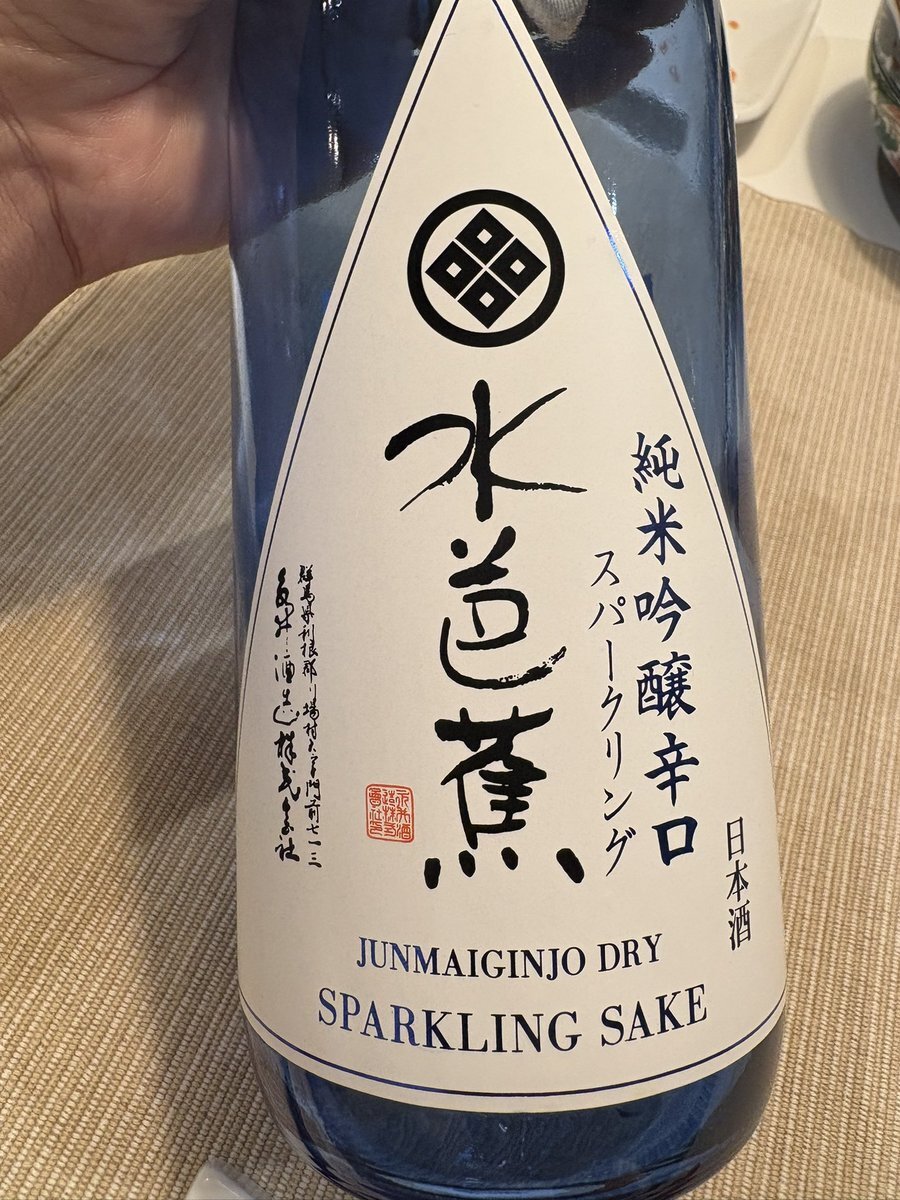 水芭蕉
純米吟醸辛口
スパークリング
日本酒
群馬県利根郡川場村大字門前七一三
永井酒造株式会社
JUNMAIGINJO DRY
SPARKLING SAKE